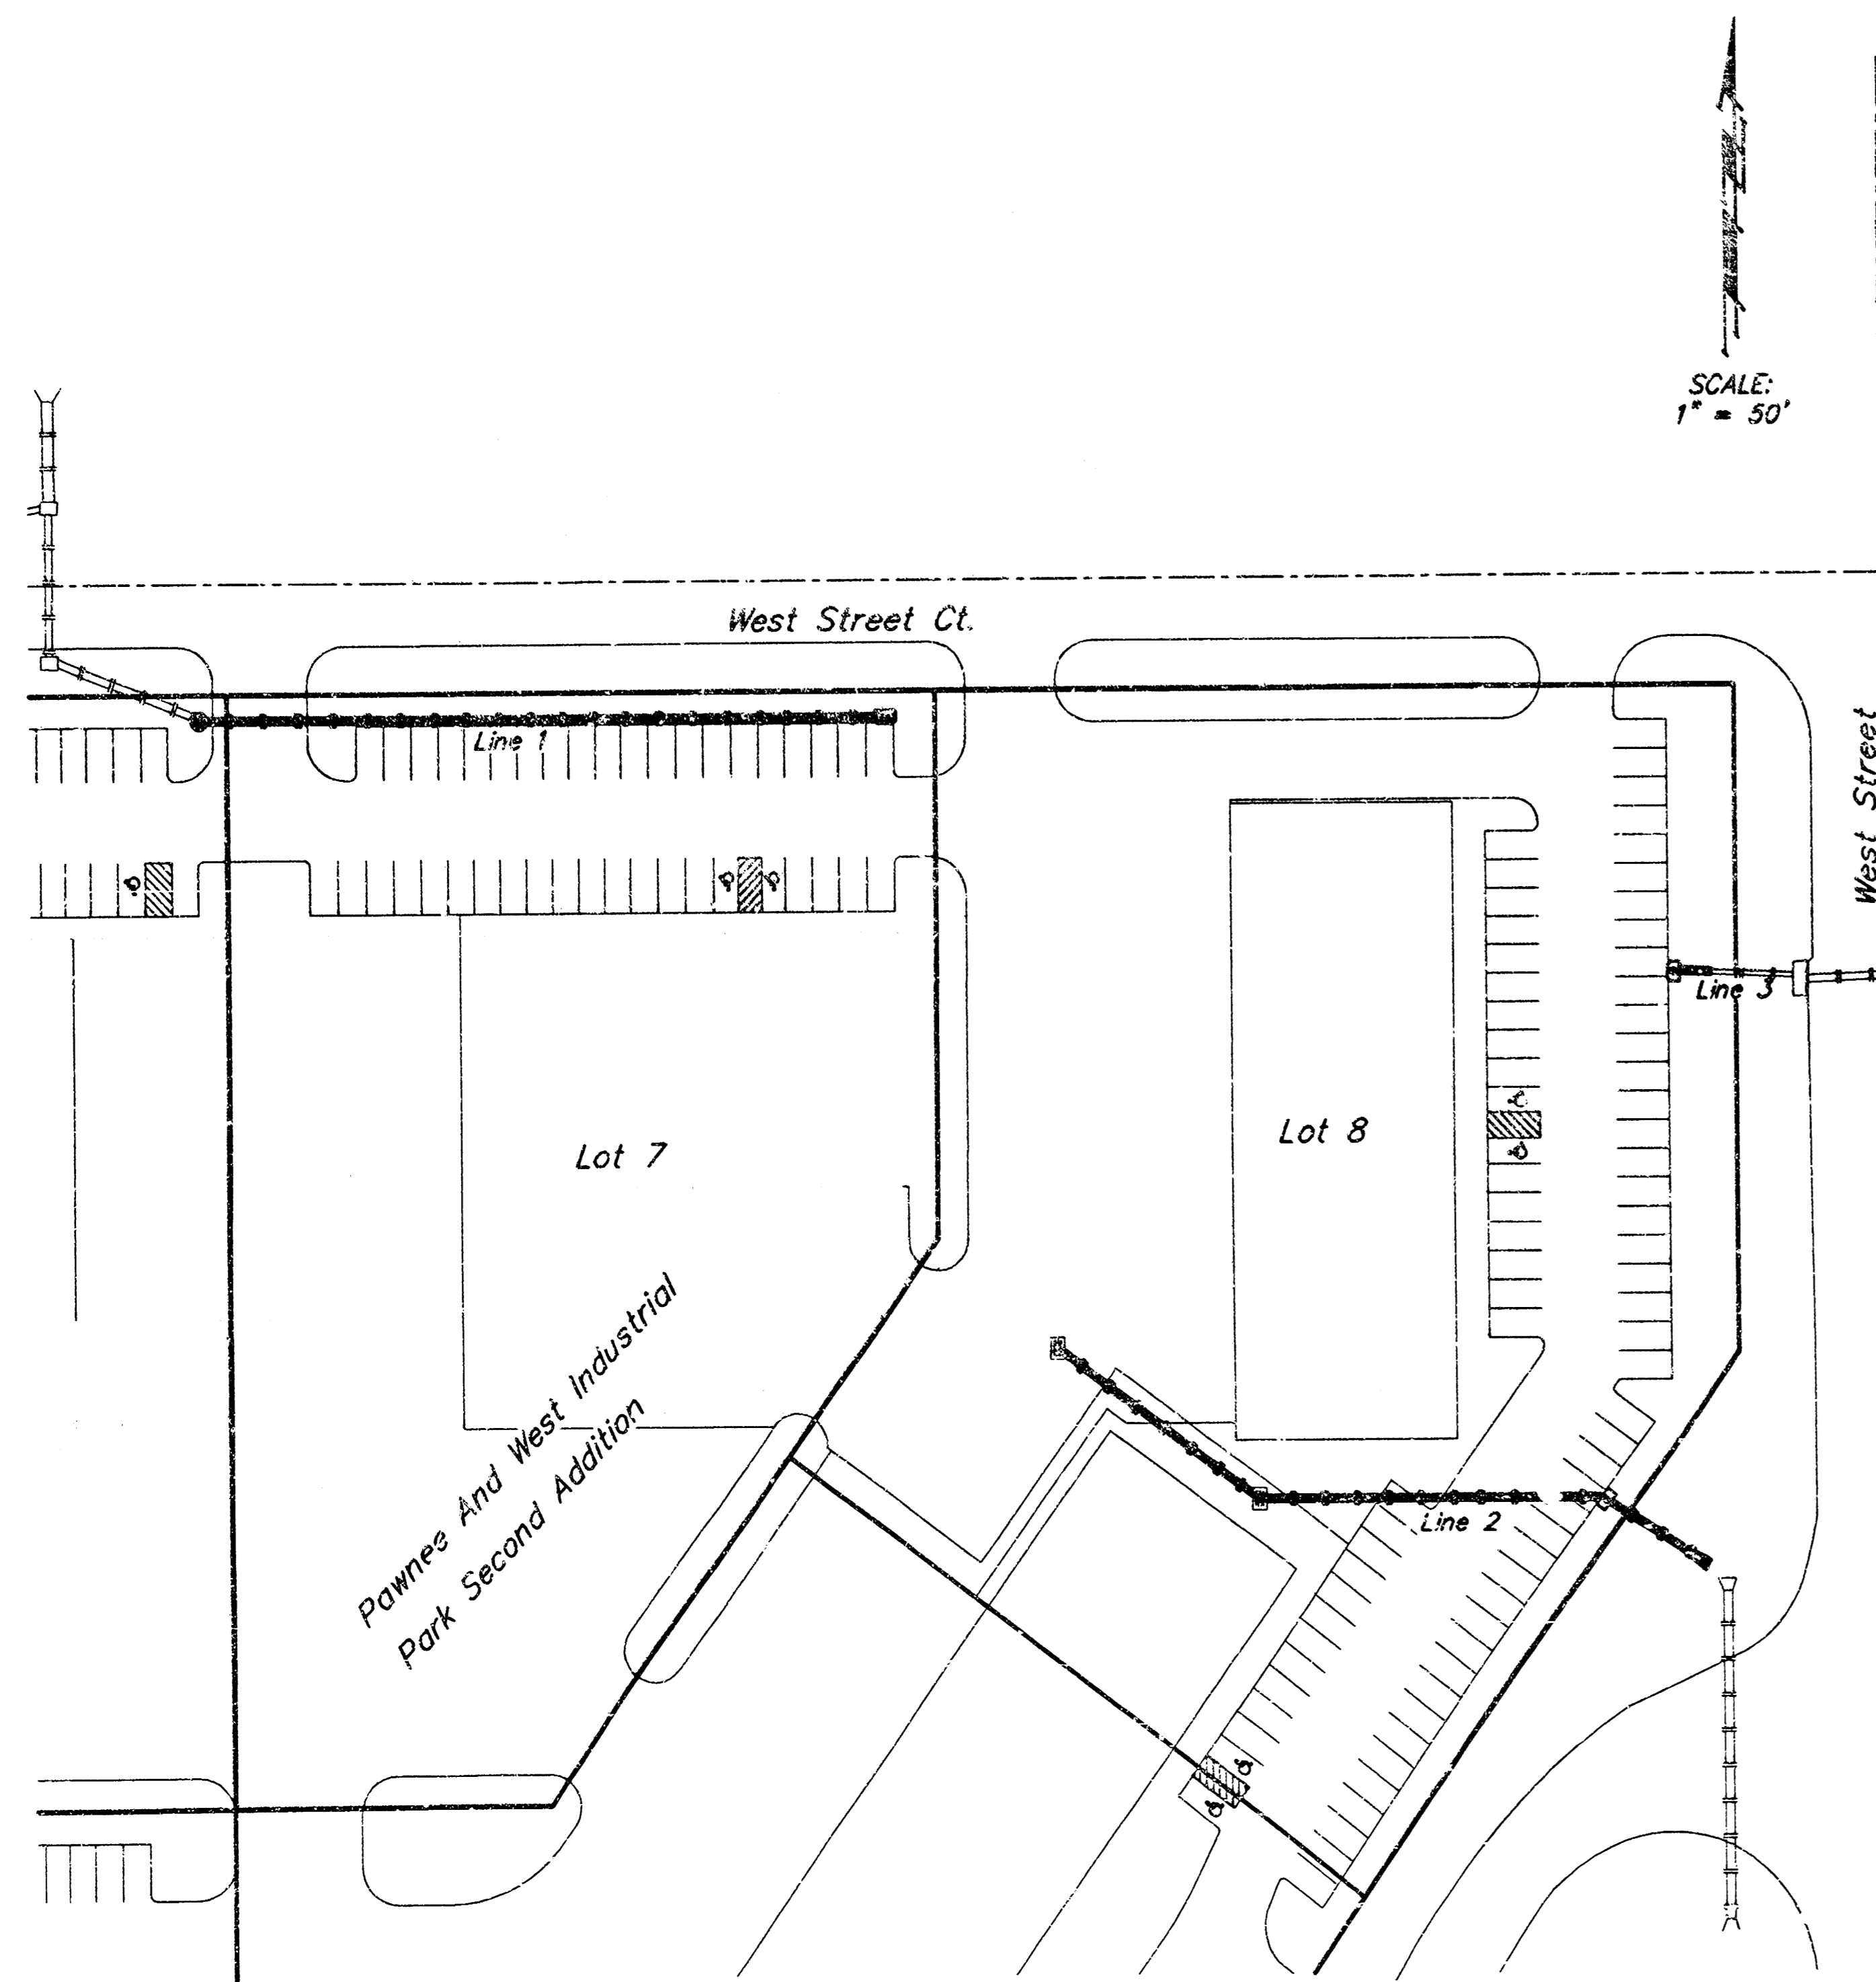 SCALE:
1" = 50'
West Street Ct.
Line 1
West Street
Line 3
Lot 7
Lot 8
Pawnee And West Industrial
Park Second Addition
Line 2